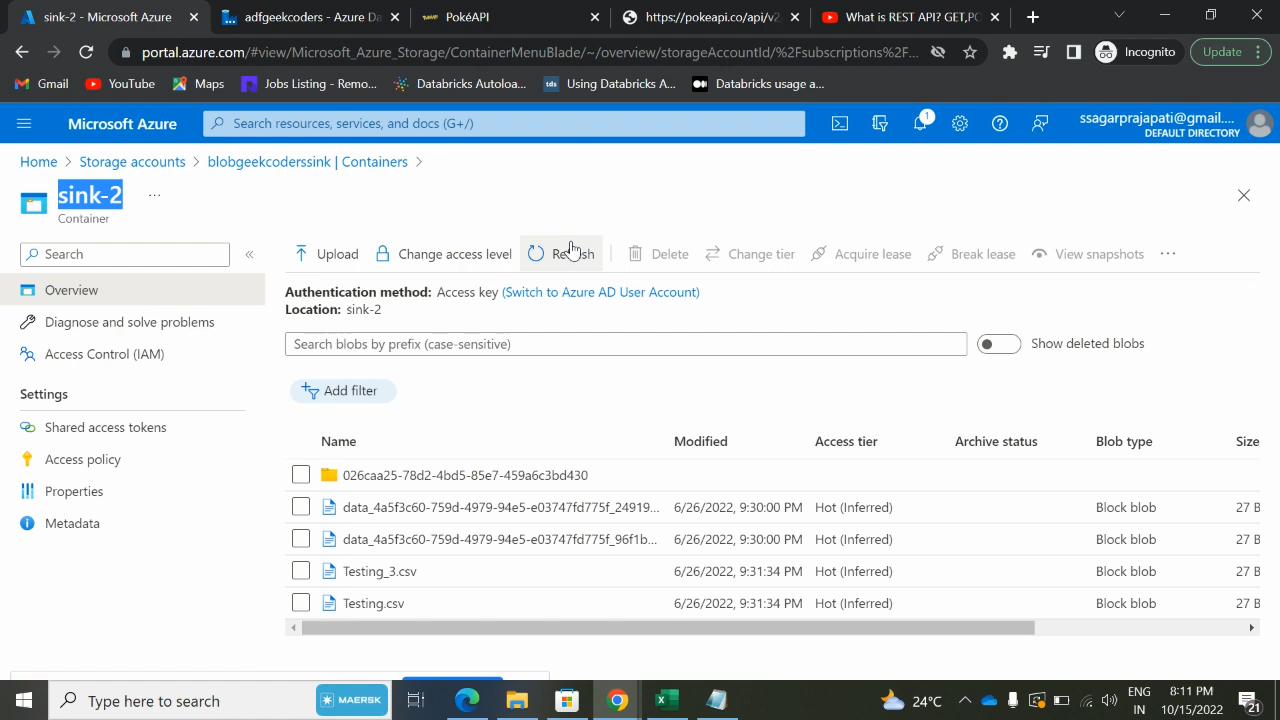 sink-2 - Microsoft Azure
adfgeekcoders - Azure Da
PokéAPI
https://pokeapi.co/api/v2
What is REST API? GET,PO
portal.azure.com/#view/Microsoft_Azure_Storage/ContainerMenuBlade/~/overview/storageAccountId/%2Fsubscriptions%2F...
Incognito
Update
Gmail
YouTube
Maps
Jobs Listing - Remo...
Databricks Autoloa...
tds
Using Databricks A...
Databricks usage a...
Microsoft Azure
Search resources, services, and docs (G+/)
1
ssagarprajapati@gmail....
DEFAULT DIRECTORY
Home > Storage accounts > blobgeekcoderssink | Containers >
sink-2
...
Container
Search
«
Upload
Change access level
Refresh
Delete
Change tier
Acquire lease
Break lease
View snapshots
...
Overview
Diagnose and solve problems
Access Control (IAM)
Settings
Shared access tokens
Access policy
Properties
Metadata
Authentication method: Access key (Switch to Azure AD User Account)
Location: sink-2
Search blobs by prefix (case-sensitive)
Show deleted blobs
Add filter
Name Modified Access tier Archive status Blob type Size
026caa25-78d2-4bd5-85e7-459a6c3bd430
data_4a5f3c60-759d-4979-94e5-e03747fd775f_24919... 6/26/2022, 9:30:00 PM Hot (Inferred) Block blob 27 B
data_4a5f3c60-759d-4979-94e5-e03747fd775f_96f1b... 6/26/2022, 9:30:00 PM Hot (Inferred) Block blob 27 B
Testing_3.csv 6/26/2022, 9:31:34 PM Hot (Inferred) Block blob 27 B
Testing.csv 6/26/2022, 9:31:34 PM Hot (Inferred) Block blob 27 B
Type here to search
MAERSK
24°C
ENG
IN
8:11 PM
10/15/2022
21